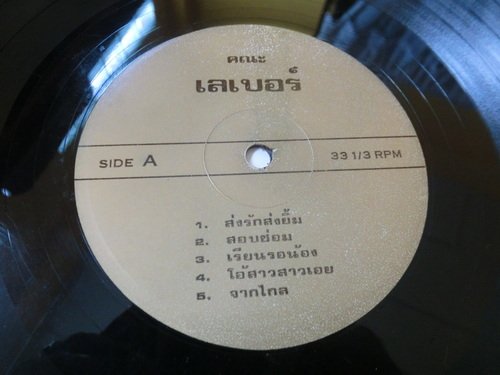 คณะ
เลเบอร์
SIDE A 33 1/3 RPM
1. ส่งรักส่งยิ้ม
2. สอบซ่อม
3. เรียนรอน้อง
4. โอ้สาวสาวเอย
5. จากไกล